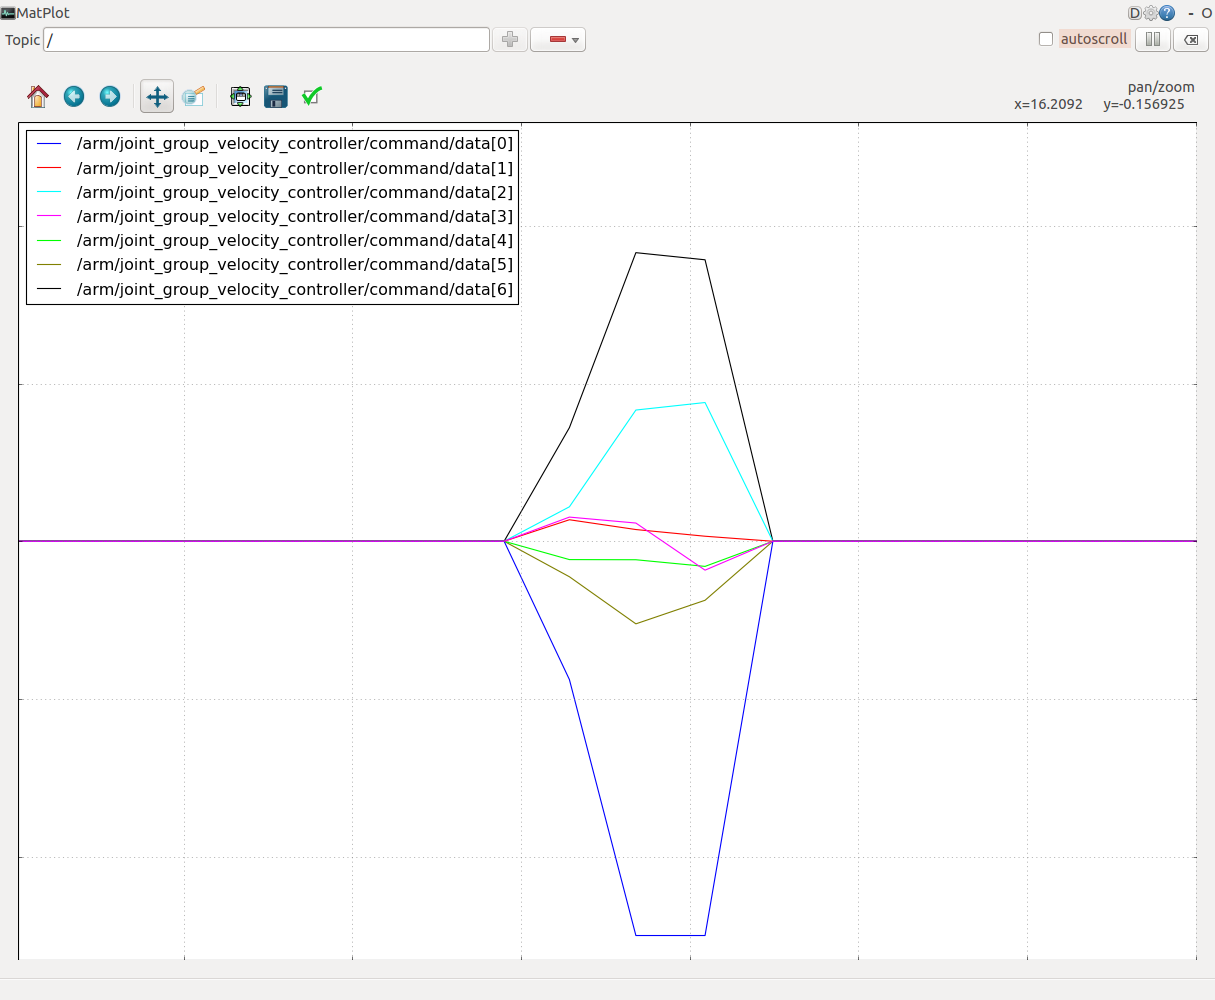 MatPlot
D ? - O
Topic /
autoscroll
pan/zoom
x=16.2092 y=-0.156925
/arm/joint_group_velocity_controller/command/data[0]
/arm/joint_group_velocity_controller/command/data[1]
/arm/joint_group_velocity_controller/command/data[2]
/arm/joint_group_velocity_controller/command/data[3]
/arm/joint_group_velocity_controller/command/data[4]
/arm/joint_group_velocity_controller/command/data[5]
/arm/joint_group_velocity_controller/command/data[6]